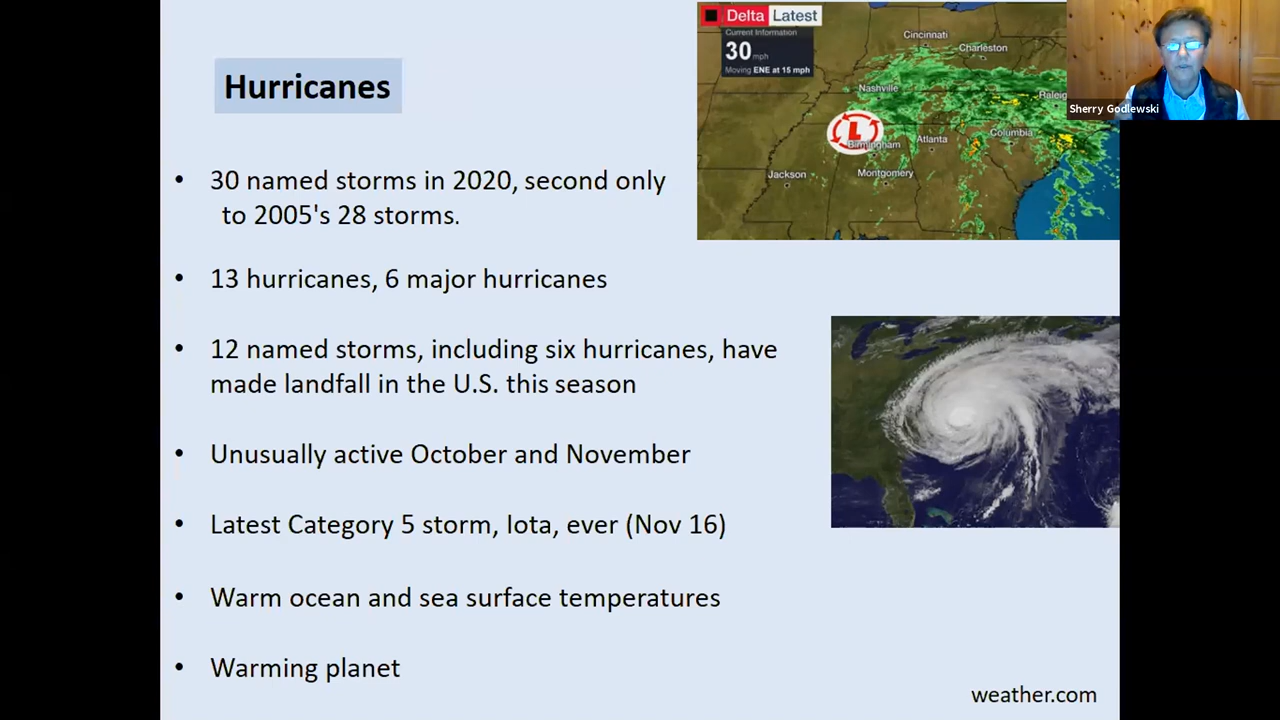 Hurricanes
• 30 named storms in 2020, second only
to 2005's 28 storms.
• 13 hurricanes, 6 major hurricanes
• 12 named storms, including six hurricanes, have
made landfall in the U.S. this season
• Unusually active October and November
• Latest Category 5 storm, Iota, ever (Nov 16)
• Warm ocean and sea surface temperatures
• Warming planet
Delta Latest
Current Information
30 mph
Moving ENE at 15 mph
Cincinnati
Charleston
Nashville
Raleig
L
Birmingham
Atlanta
Columbia
Jackson
Montgomery
Sherry Godlewski
weather.com